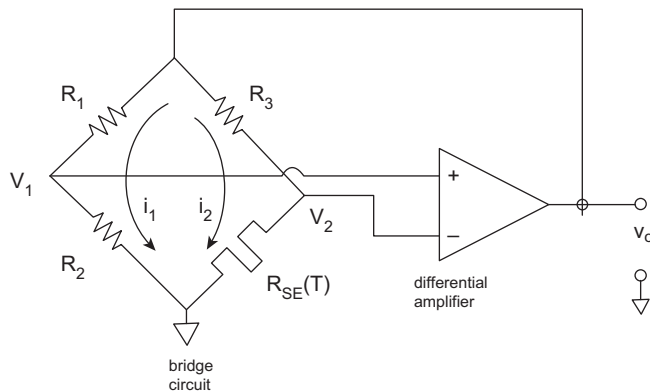 R1
R3
V1
+
i1
i2
V2
−
R2
RSE(T)
vo
differential
amplifier
bridge
circuit